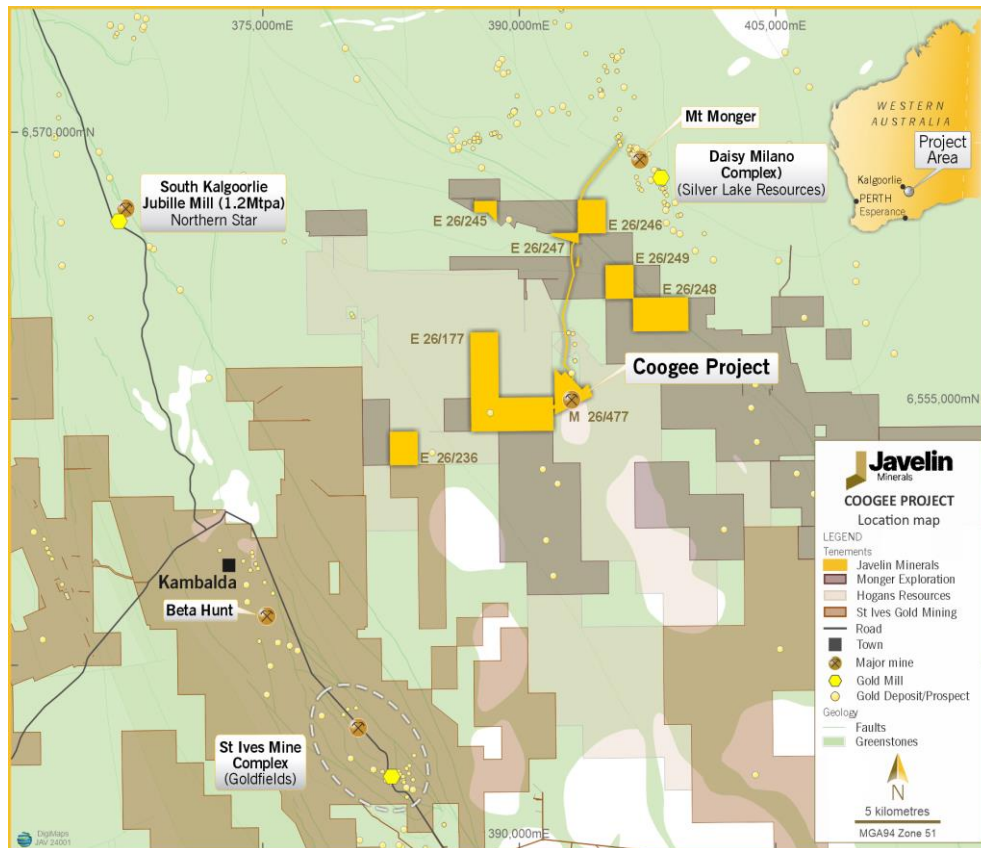 375,000mE
390,000mE
405,000mE
6,570,000mN
WESTERN
AUSTRALIA
Project
Area
Kalgoorlie
PERTH
Esperance
Mt Monger
Daisy Milano
Complex)
(Silver Lake Resources)
South Kalgoorlie
Jubille Mill (1.2Mtpa)
Northern Star
E 26/245
E 26/246
E 26/247
E 26/249
E 26/248
E 26/177
Coogee Project
6,555,000mN
M 26/477
E 26/236
Kambalda
Beta Hunt
St Ives Mine
Complex
(Goldfields)
Javelin
Minerals
COOGEE PROJECT
Location map
LEGEND
Tenements
Javelin Minerals
Monger Exploration
Hogans Resources
St Ives Gold Mining
Road
Town
Major mine
Gold Mill
Gold Deposit/Prospect
Geology
Faults
Greenstones
N
5 kilometres
MGA94 Zone 51
DigiMaps
JAV 24001
390,000mE